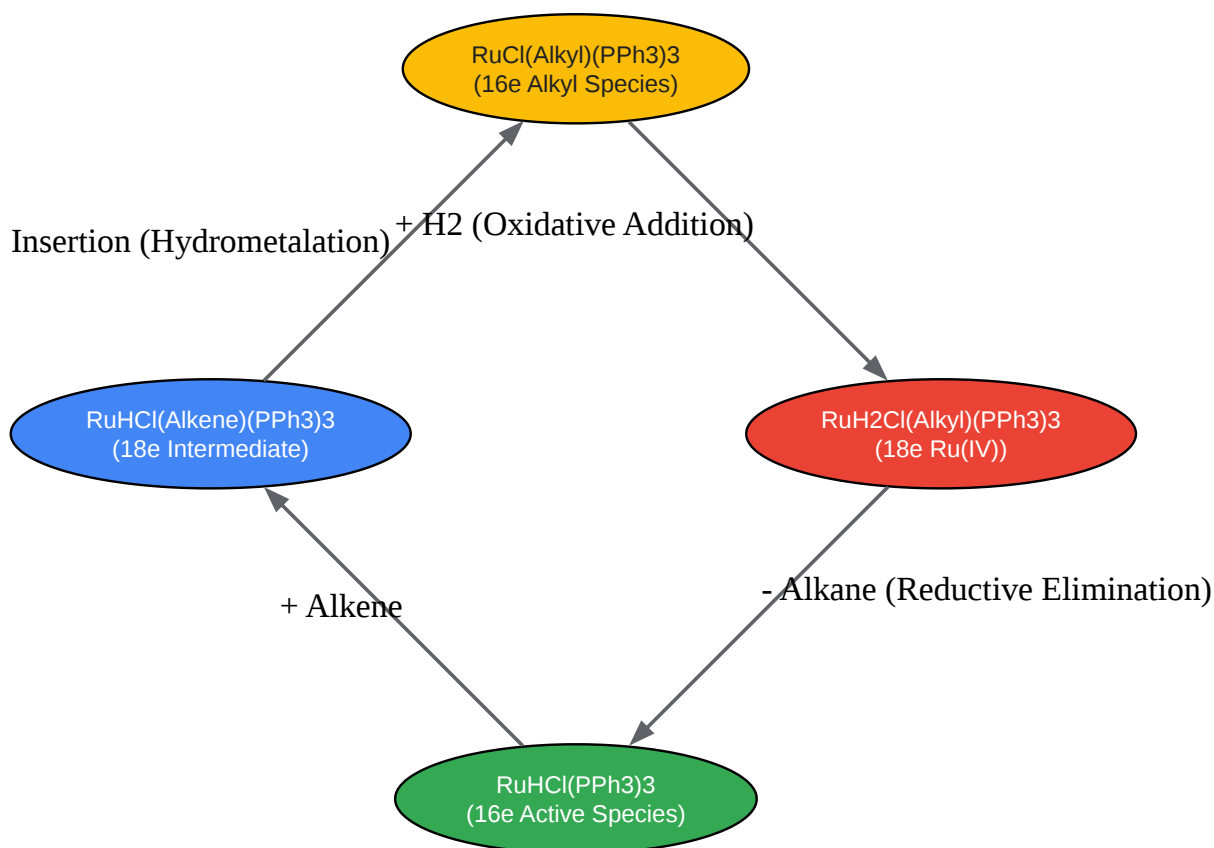 RuCl(Alkyl)(PPh3)3
(16e Alkyl Species)
+ H2 (Oxidative Addition)
Insertion (Hydrometalation)
RuHCl(Alkene)(PPh3)3
(18e Intermediate)
RuH2Cl(Alkyl)(PPh3)3
(18e Ru(IV))
- Alkane (Reductive Elimination)
+ Alkene
RuHCl(PPh3)3
(16e Active Species)